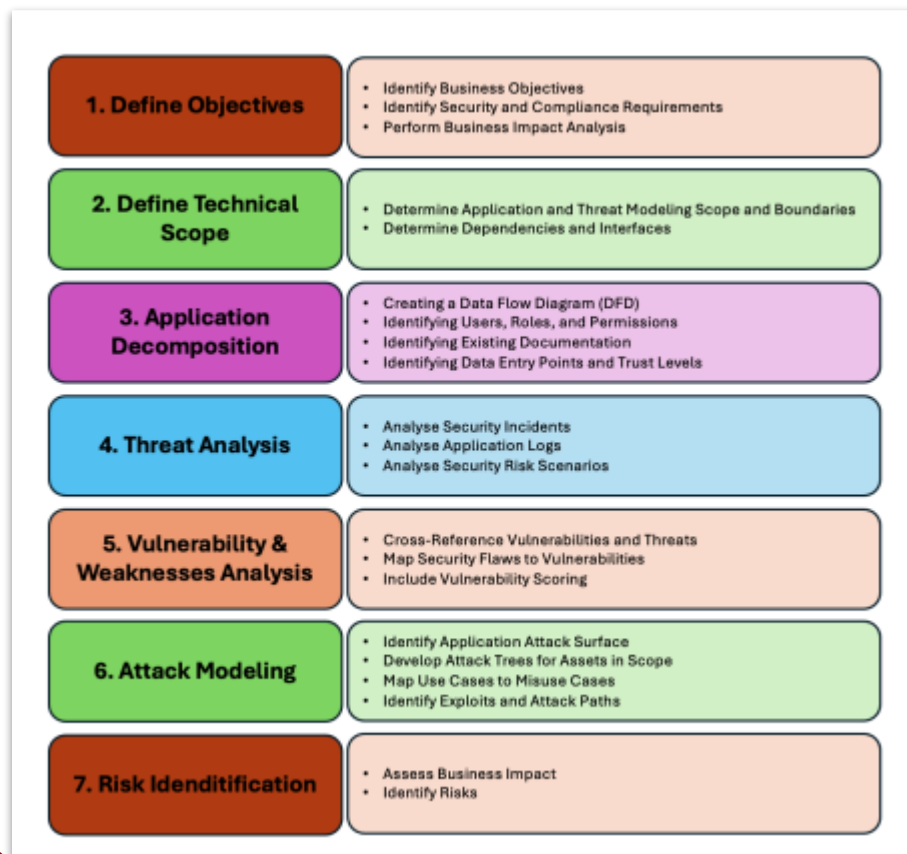 1. Define Objectives
• Identify Business Objectives
• Identify Security and Compliance Requirements
• Perform Business Impact Analysis
2. Define Technical
Scope
• Determine Application and Threat Modeling Scope and Boundaries
• Determine Dependencies and Interfaces
3. Application
Decomposition
• Creating a Data Flow Diagram (DFD)
• Identifying Users, Roles, and Permissions
• Identifying Existing Documentation
• Identifying Data Entry Points and Trust Levels
4. Threat Analysis
• Analyse Security Incidents
• Analyse Application Logs
• Analyse Security Risk Scenarios
5. Vulnerability &
Weaknesses Analysis
• Cross-Reference Vulnerabilities and Threats
• Map Security Flaws to Vulnerabilities
• Include Vulnerability Scoring
6. Attack Modeling
• Identify Application Attack Surface
• Develop Attack Trees for Assets in Scope
• Map Use Cases to Misuse Cases
• Identify Exploits and Attack Paths
7. Risk Idenditification
• Assess Business Impact
• Identify Risks